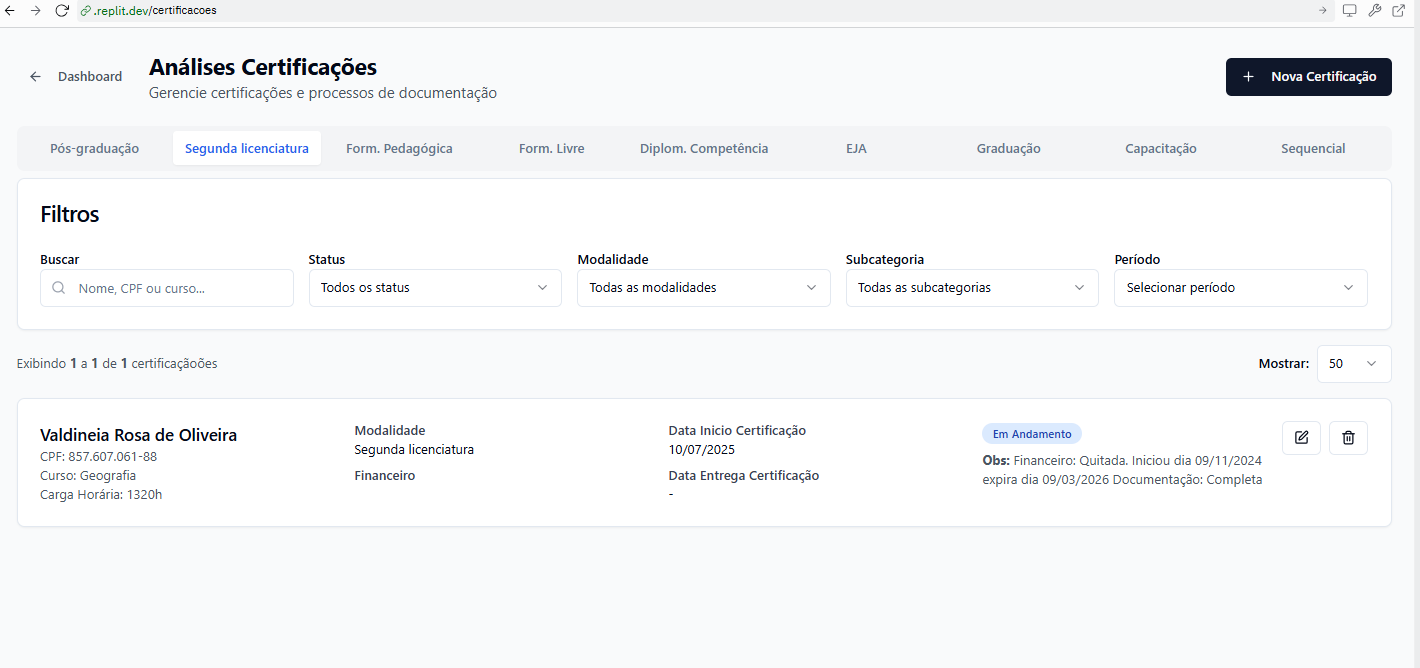 .replit.dev/certificacoes
Dashboard
Análises Certificações
Gerencie certificações e processos de documentação
Nova Certificação
Pós-graduação
Segunda licenciatura
Form. Pedagógica
Form. Livre
Diplom. Competência
EJA
Graduação
Capacitação
Sequencial
Filtros
Buscar
Nome, CPF ou curso...
Status
Todos os status
Modalidade
Todas as modalidades
Subcategoria
Todas as subcategorias
Período
Selecionar período
Exibindo 1 a 1 de 1 certificaçãoões
Mostrar:
50
Valdineia Rosa de Oliveira
CPF: 857.607.061-88
Curso: Geografia
Carga Horária: 1320h
Modalidade
Segunda licenciatura
Financeiro
Data Inicio Certificação
10/07/2025
Data Entrega Certificação
-
Em Andamento
Obs: Financeiro: Quitada. Iniciou dia 09/11/2024
expira dia 09/03/2026 Documentação: Completa